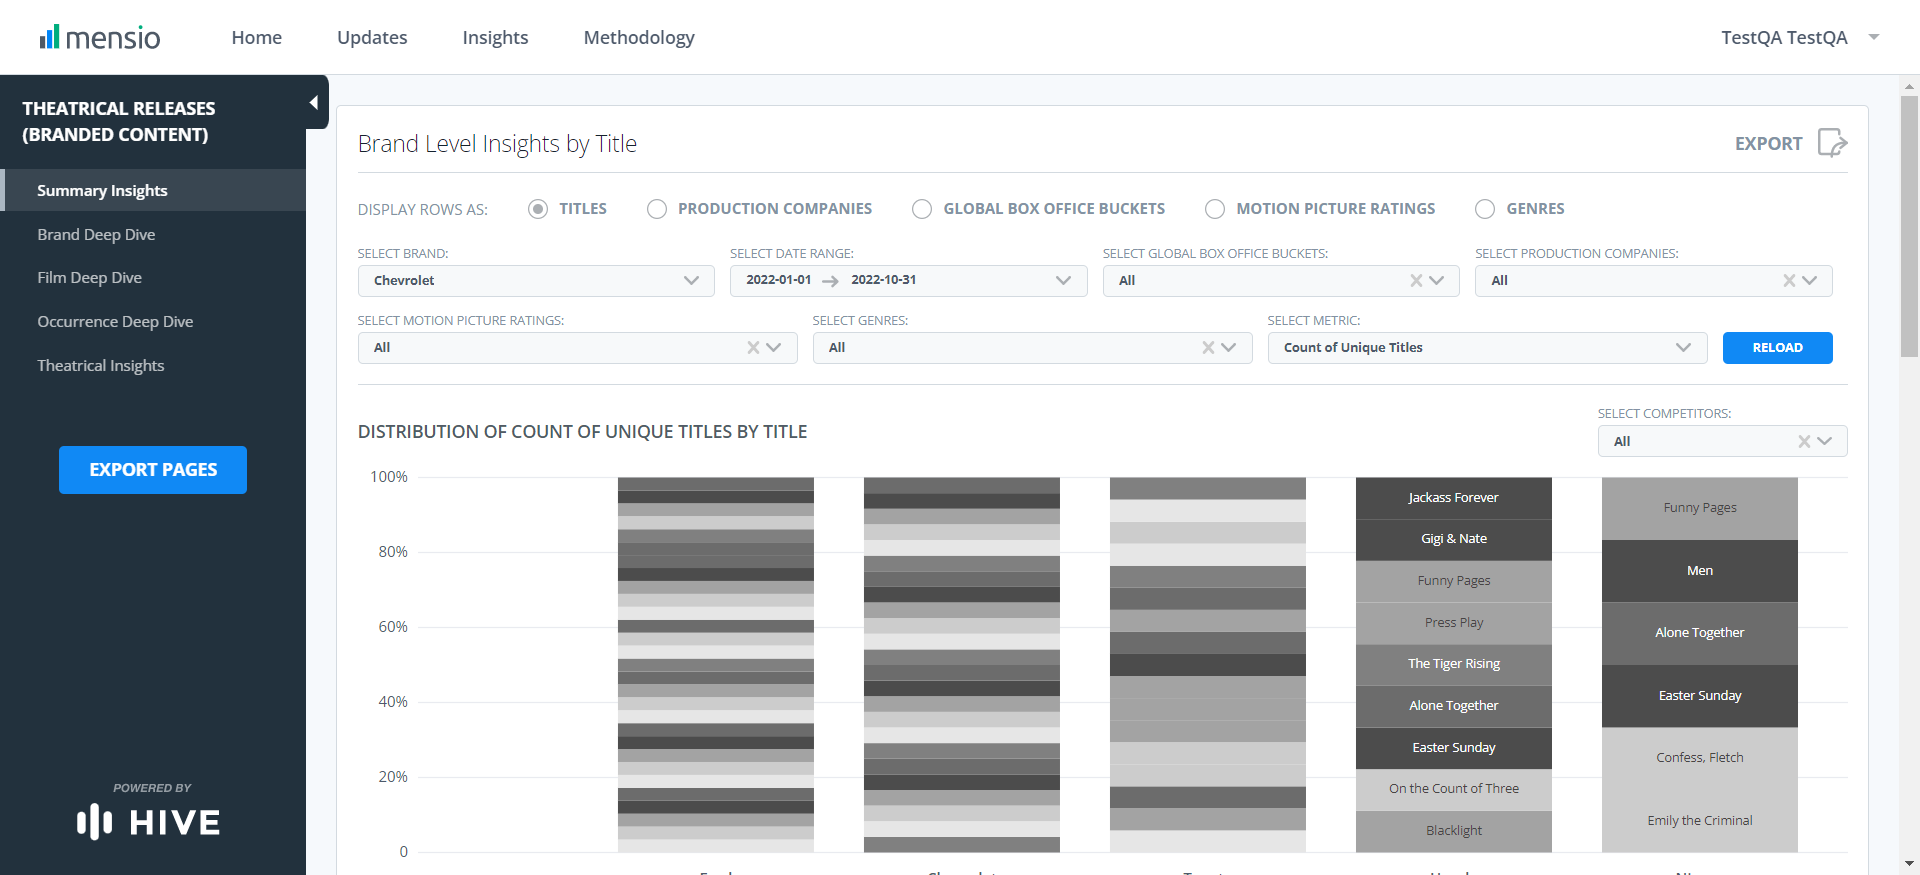 mensio
Home
Updates
Insights
Methodology
TestQA TestQA
THEATRICAL RELEASES
(BRANDED CONTENT)
Summary Insights
Brand Deep Dive
Film Deep Dive
Occurrence Deep Dive
Theatrical Insights
EXPORT PAGES
POWERED BY
HIVE
Brand Level Insights by Title
EXPORT
DISPLAY ROWS AS:
TITLES
PRODUCTION COMPANIES
GLOBAL BOX OFFICE BUCKETS
MOTION PICTURE RATINGS
GENRES
SELECT BRAND:
Chevrolet
SELECT DATE RANGE:
2022-01-01 → 2022-10-31
SELECT GLOBAL BOX OFFICE BUCKETS:
All
SELECT PRODUCTION COMPANIES:
All
SELECT MOTION PICTURE RATINGS:
All
SELECT GENRES:
All
SELECT METRIC:
Count of Unique Titles
RELOAD
DISTRIBUTION OF COUNT OF UNIQUE TITLES BY TITLE
SELECT COMPETITORS:
All
100%
80%
60%
40%
20%
0
Jackass Forever
Gigi & Nate
Funny Pages
Press Play
The Tiger Rising
Alone Together
Easter Sunday
On the Count of Three
Blacklight
Funny Pages
Men
Alone Together
Easter Sunday
Confess, Fletch
Emily the Criminal